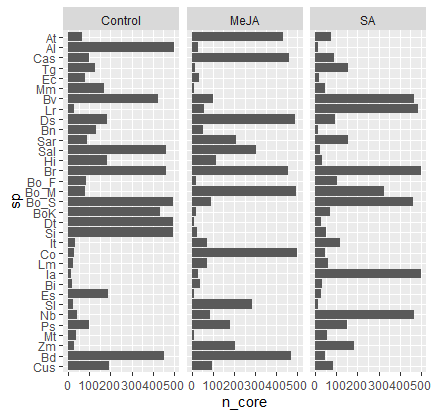 Control MeJA SA
At
Al
Cas
Tg
Ec
Mm
Bv
Lr
Ds
Bn
Sar
Sal
Hi
Br
Bo_F
Bo_M
Bo_S
BoK
Dt
Si
It
Co
Lm
Ia
Bi
Es
Sl
Nb
Ps
Mt
Zm
Bd
Cus
sp
0 100 200 300 400 500 0 100 200 300 400 500 0 100 200 300 400 500
n_core